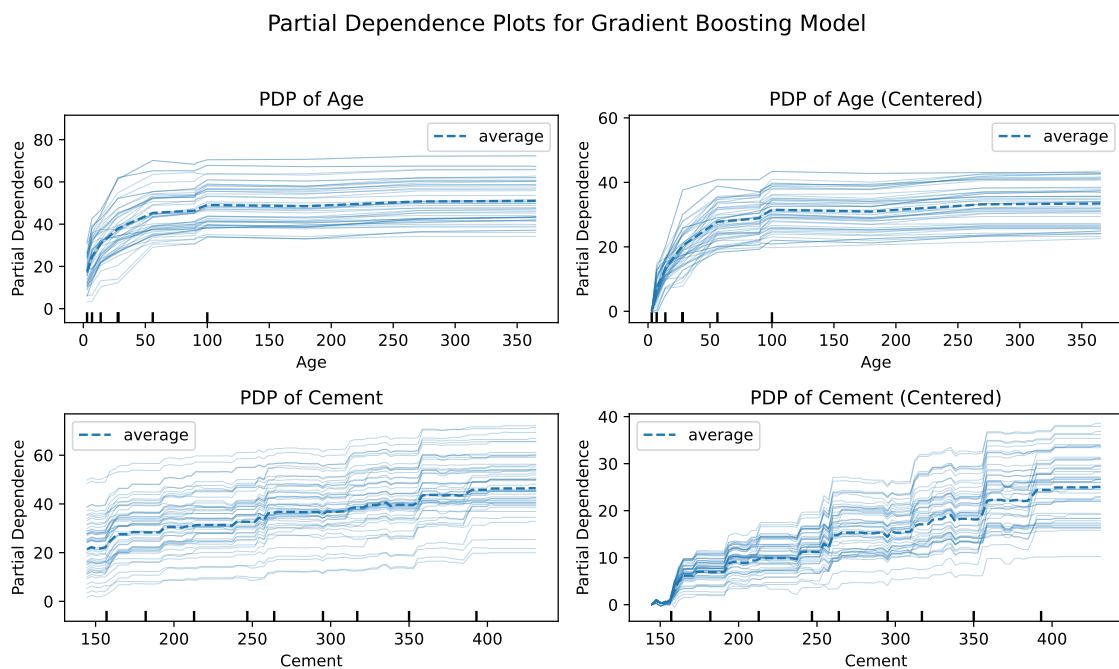 Partial Dependence Plots for Gradient Boosting Model
PDP of Age
average
Partial Dependence
80
60
40
20
0
0 50 100 150 200 250 300 350
Age
PDP of Age (Centered)
average
Partial Dependence
60
40
20
0
0 50 100 150 200 250 300 350
Age
PDP of Cement
average
Partial Dependence
60
40
20
0
150 200 250 300 350 400
Cement
PDP of Cement (Centered)
average
Partial Dependence
40
30
20
10
0
150 200 250 300 350 400
Cement